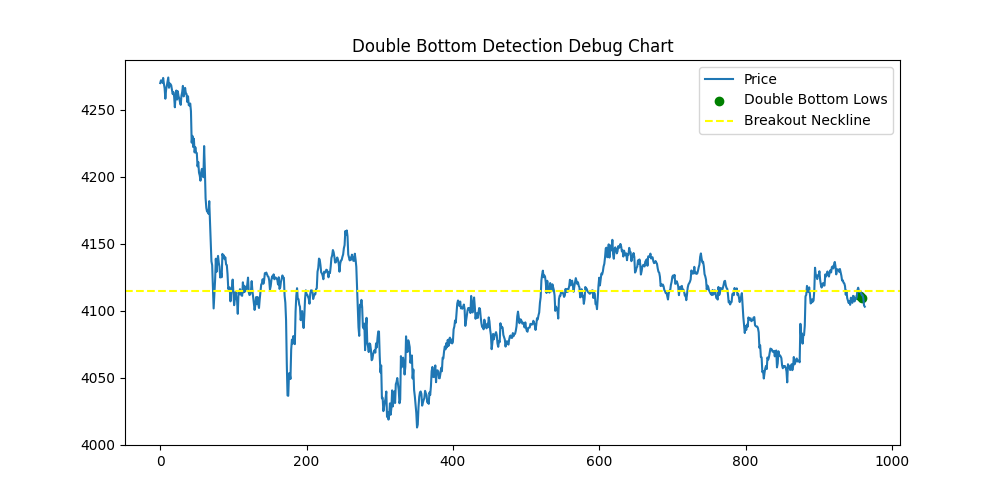 Double Bottom Detection Debug Chart
Price
Double Bottom Lows
Breakout Neckline
4250
4200
4150
4100
4050
4000
0 200 400 600 800 1000